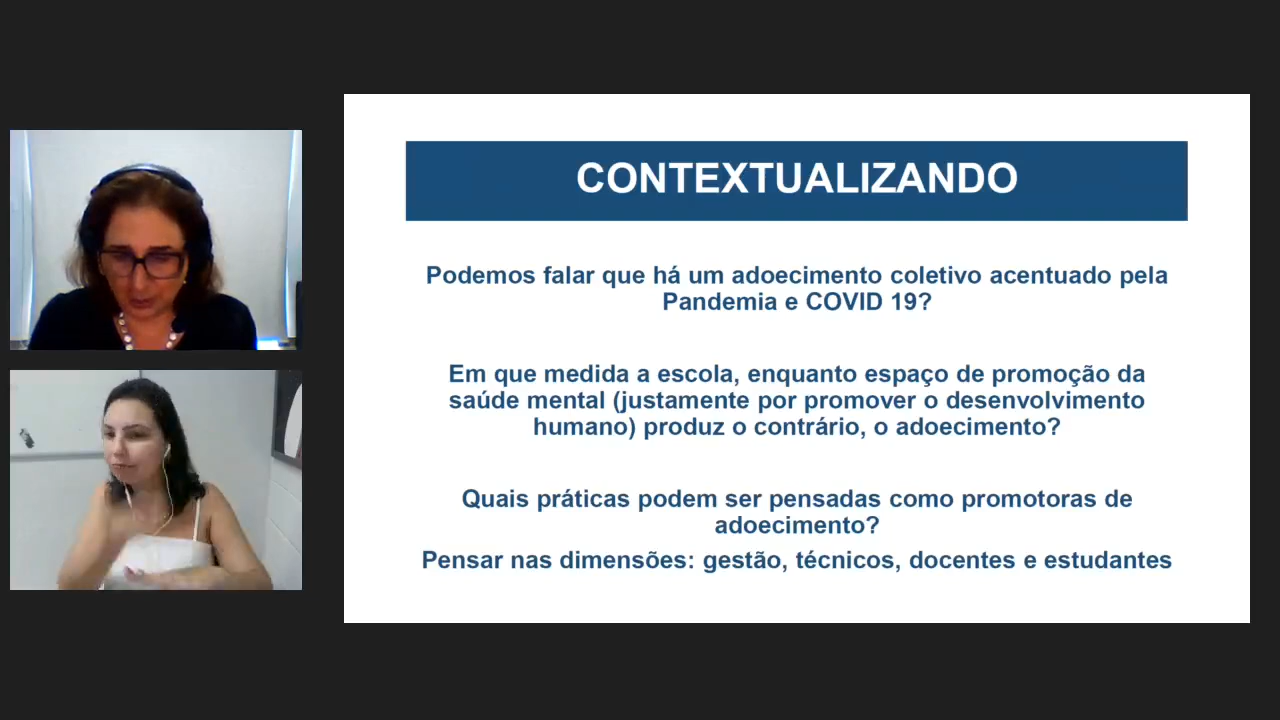 CONTEXTUALIZANDO
Podemos falar que há um adoecimento coletivo acentuado pela
Pandemia e COVID 19?
Em que medida a escola, enquanto espaço de promoção da
saúde mental (justamente por promover o desenvolvimento
humano) produz o contrário, o adoecimento?
Quais práticas podem ser pensadas como promotoras de
adoecimento?
Pensar nas dimensões: gestão, técnicos, docentes e estudantes